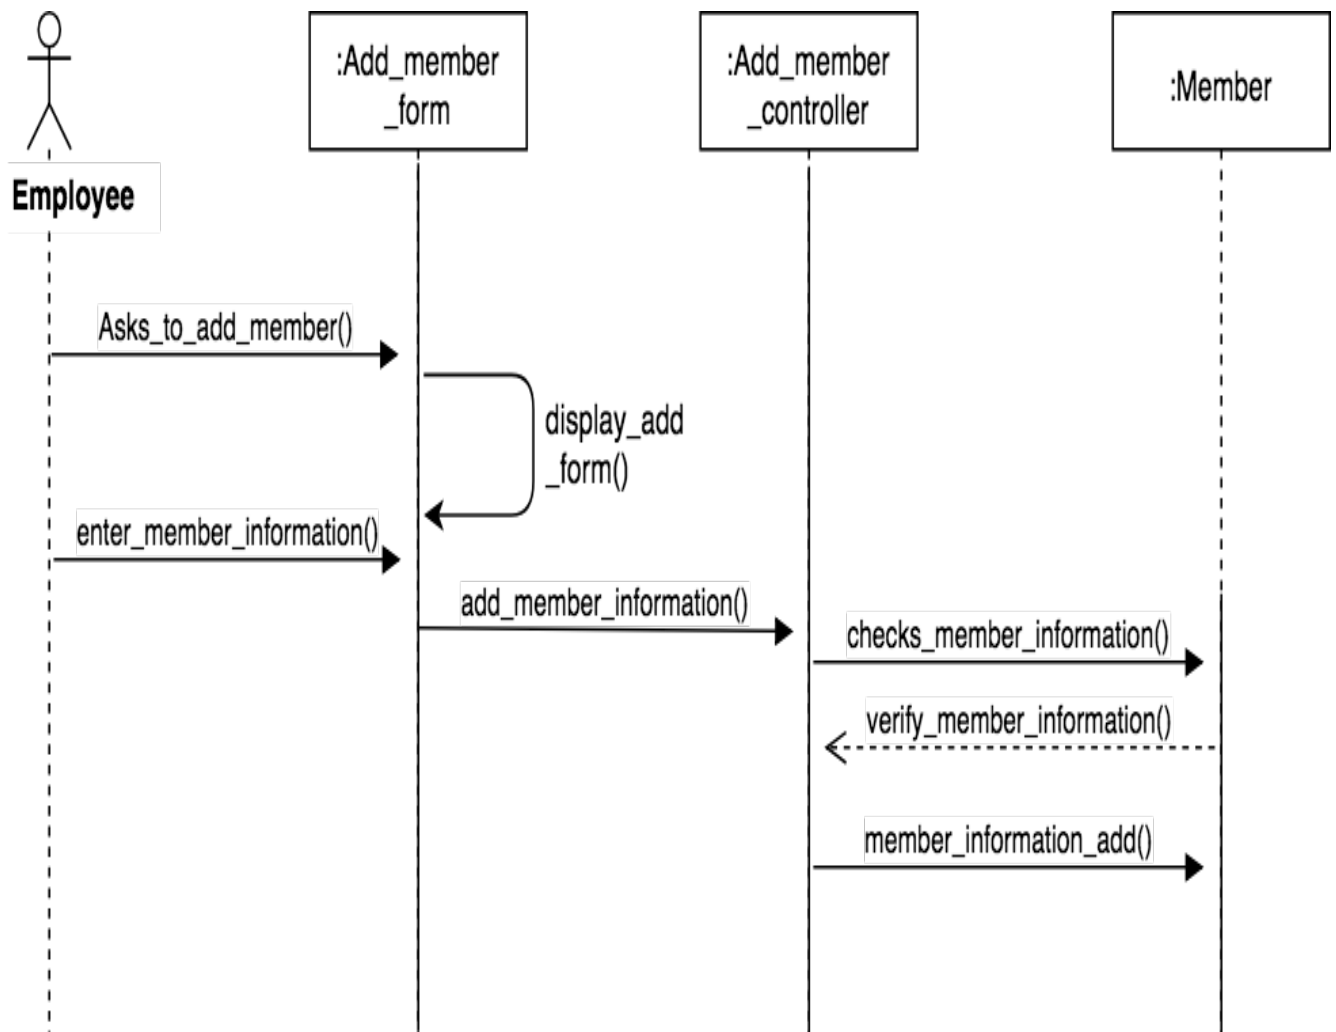 :Add_member
_form
:Add_member
_controller
:Member
Employee
Asks_to_add_member()
display_add
_form()
enter_member_information()
add_member_information()
checks_member_information()
verify_member_information()
member_information_add()